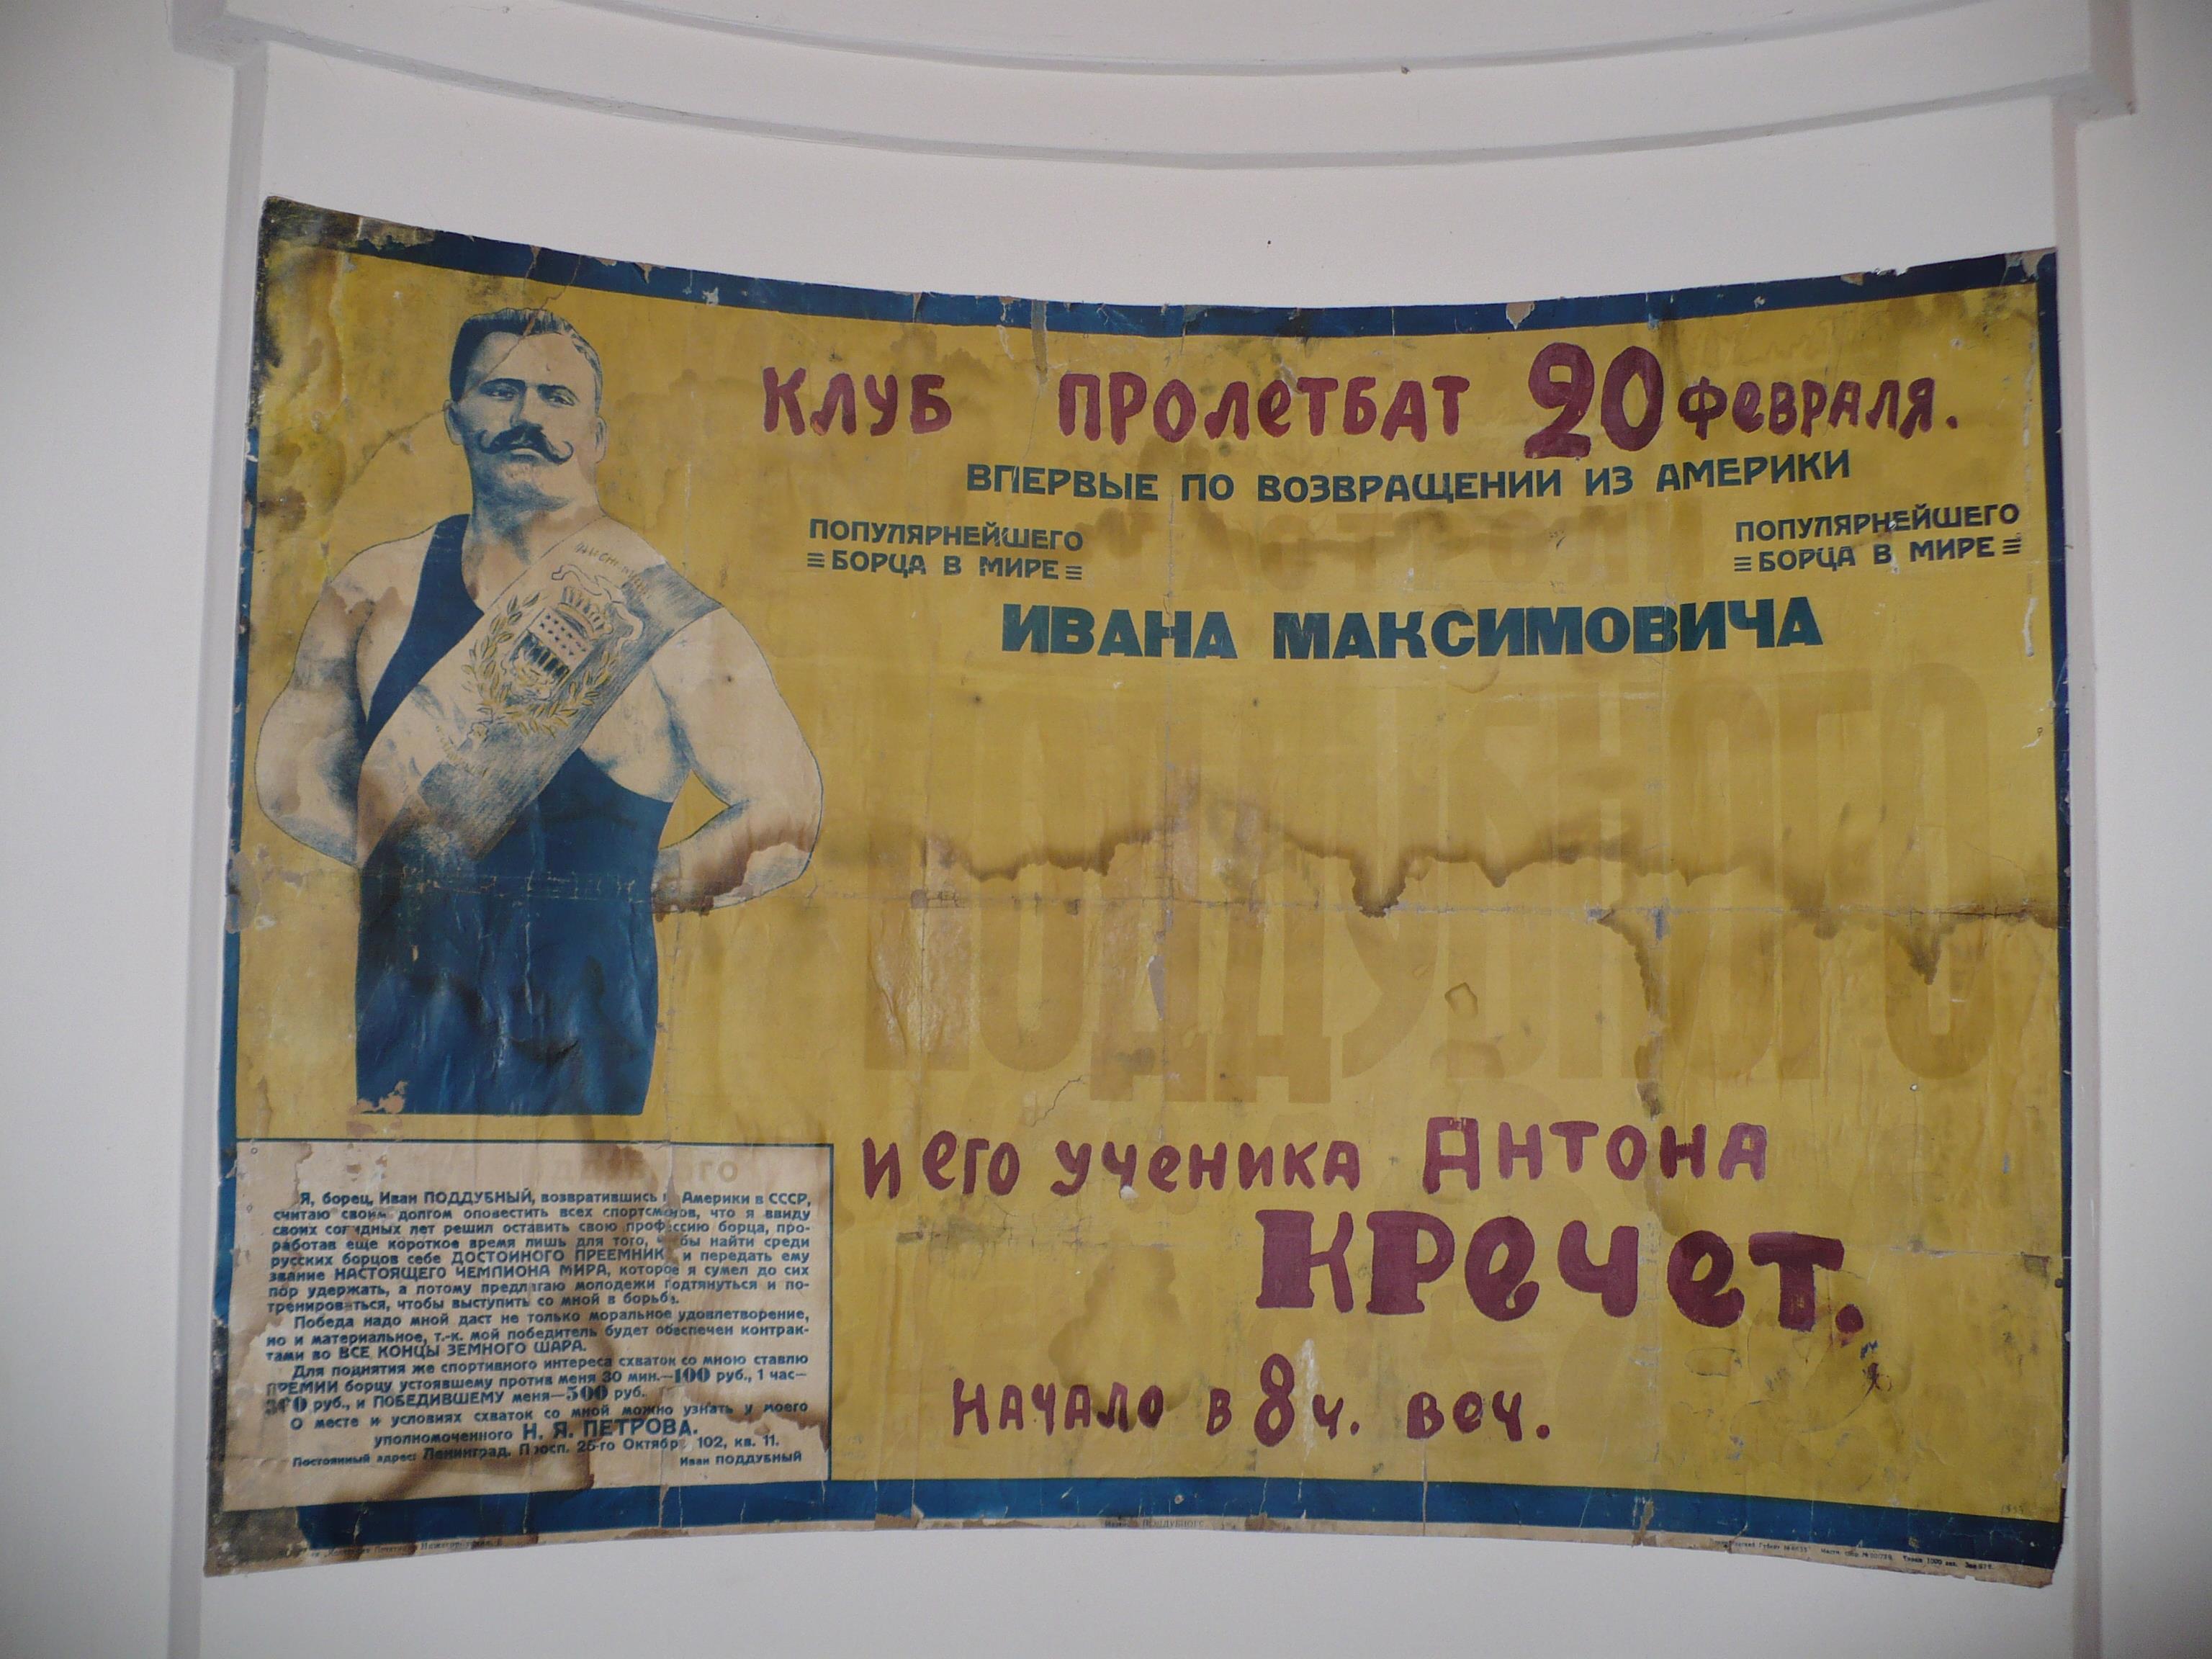 КЛУБ ПРОЛЕТБАТ 20 ФЕВРАЛЯ.
ВПЕРВЫЕ ПО ВОЗВРАЩЕНИИ ИЗ АМЕРИКИ
ПОПУЛЯРНЕЙШЕГО
БОРЦА В МИРЕ
ПОПУЛЯРНЕЙШЕГО
БОРЦА В МИРЕ
ИВАНА МАКСИМОВИЧА
ПОДДУБНОГО
И ЕГО УЧЕНИКА АНТОНА
КРЕЧЕТ.
НАЧАЛО В 8 Ч. ВЕЧ.
Я, борец, Иван ПОДДУБНЫЙ, возвратившись Америки в СССР,
считаю своим долгом оповестить всех спортсменов, что я ввиду
своих солидных лет решил оставить свою профессию борца, про-
работав еще короткое время лишь для того, чтобы найти среди
русских борцов себе ДОСТОЙНОГО ПРЕЕМНИК и передать ему
звание НАСТОЯЩЕГО ЧЕМПИОНА МИРА, которое я сумел до сих
пор удержать, а потому предлагаю молодежи подтянуться и по-
тренироваться, чтобы выступить со мной в борьбе.
Победа надо мной даст не только моральное удовлетворение,
но и материальное, т.-к. мой победитель будет обеспечен контрак-
тами во ВСЕ КОНЦЫ ЗЕМНОГО ШАРА.
Для поднятия же спортивного интереса схваток со мною ставлю
ПРЕМИИ борцу устоявшему против меня 30 мин.—100 руб., 1 час—
руб., и ПОБЕДИВШЕМУ меня—500 руб.
О месте и условиях схваток со мной можно узнать у моего
уполномоченного Н. Я. ПЕТРОВА.
Постоянный адрес: Ленинград. Просп. 25-го Октябр 102, кв. 11.
Иван ПОДДУБНЫЙ